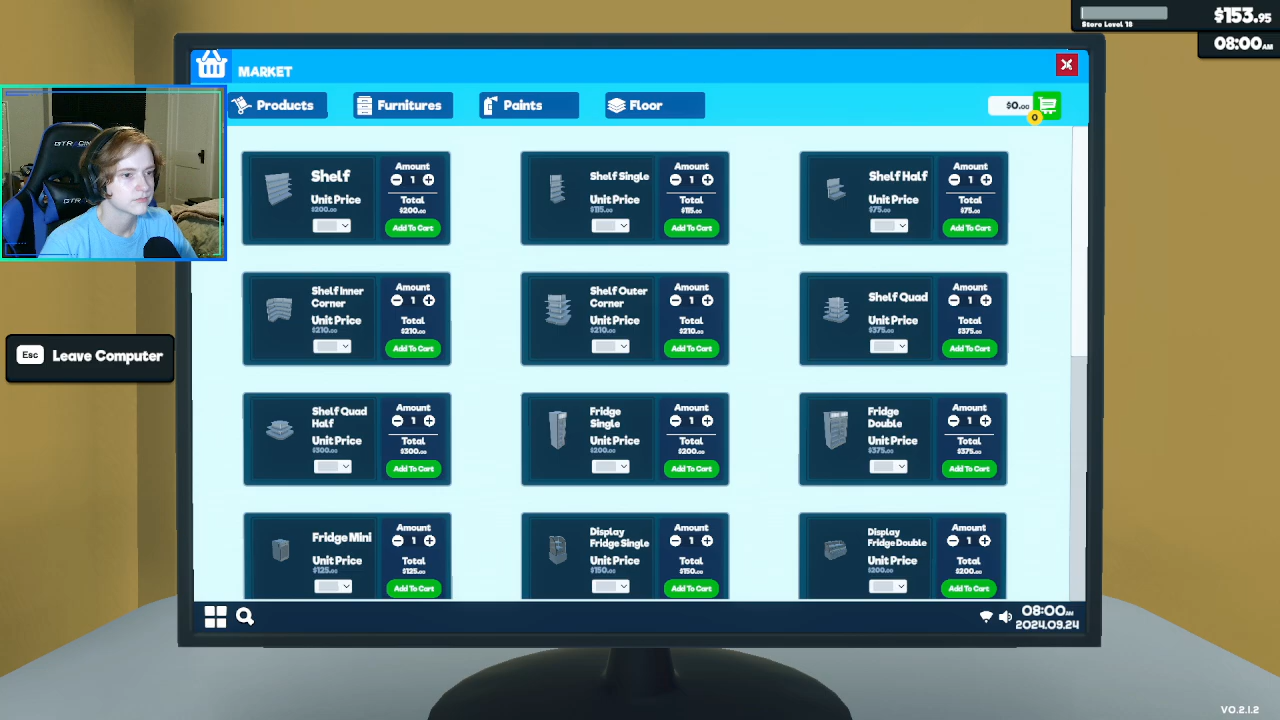 $153.95
Store Level 18
08:00AM
MARKET
Products
Furnitures
Paints
Floor
$0.00
0
Shelf
Unit Price
$200.00
Amount
1
Total
$200.00
Add To Cart
Shelf Single
Unit Price
$115.00
Amount
1
Total
$115.00
Add To Cart
Shelf Half
Unit Price
$75.00
Amount
1
Total
$75.00
Add To Cart
Shelf Inner
Corner
Unit Price
$210.00
Amount
1
Total
$210.00
Add To Cart
Shelf Outer
Corner
Unit Price
$210.00
Amount
1
Total
$210.00
Add To Cart
Shelf Quad
Unit Price
$375.00
Amount
1
Total
$375.00
Add To Cart
Esc
Leave Computer
Shelf Quad
Half
Unit Price
$300.00
Amount
1
Total
$300.00
Add To Cart
Fridge
Single
Unit Price
$200.00
Amount
1
Total
$200.00
Add To Cart
Fridge
Double
Unit Price
$375.00
Amount
1
Total
$375.00
Add To Cart
Fridge Mini
Unit Price
$125.00
Amount
1
Total
$125.00
Add To Cart
Display
Fridge Single
Unit Price
$150.00
Amount
1
Total
$150.00
Add To Cart
Display
Fridge Double
Unit Price
$200.00
Amount
1
Total
$200.00
Add To Cart
08:00AM
2024.09.24
V0.2.1.2